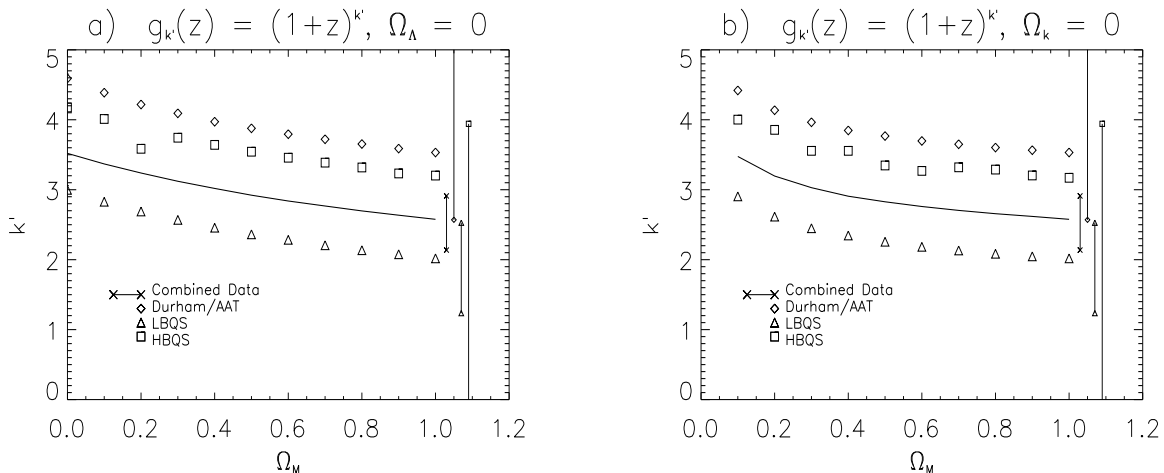 a) g_k'(z) = (1+z)^k', Ω_Λ = 0
k'
5
4
3
2
1
0
Combined Data
Durham/AAT
LBQS
HBQS
0.0 0.2 0.4 0.6 0.8 1.0 1.2
Ω_M
b) g_k'(z) = (1+z)^k', Ω_k = 0
k'
5
4
3
2
1
0
Combined Data
Durham/AAT
LBQS
HBQS
0.0 0.2 0.4 0.6 0.8 1.0 1.2
Ω_M